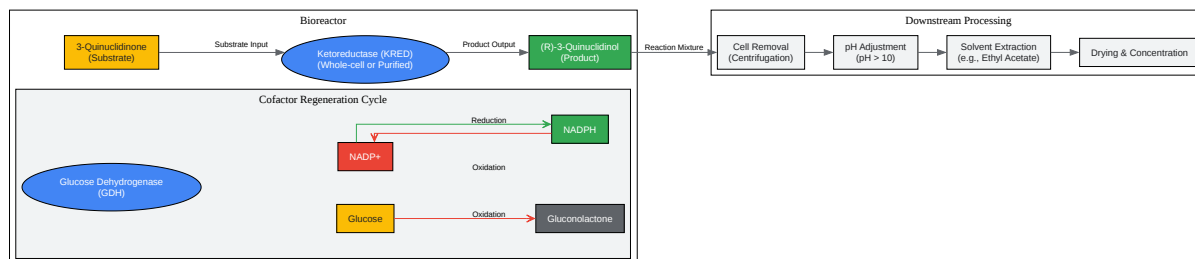 Bioreactor
3-Quinuclidinone
(Substrate)
Substrate Input
Ketoreductase (KRED)
(Whole-cell or Purified)
Product Output
(R)-3-Quinuclidinol
(Product)
Reaction Mixture
Downstream Processing
Cell Removal
(Centrifugation)
pH Adjustment
(pH > 10)
Solvent Extraction
(e.g., Ethyl Acetate)
Drying & Concentration
Cofactor Regeneration Cycle
Reduction
NADPH
NADP+
Oxidation
Glucose Dehydrogenase
(GDH)
Glucose
Oxidation
Gluconolactone